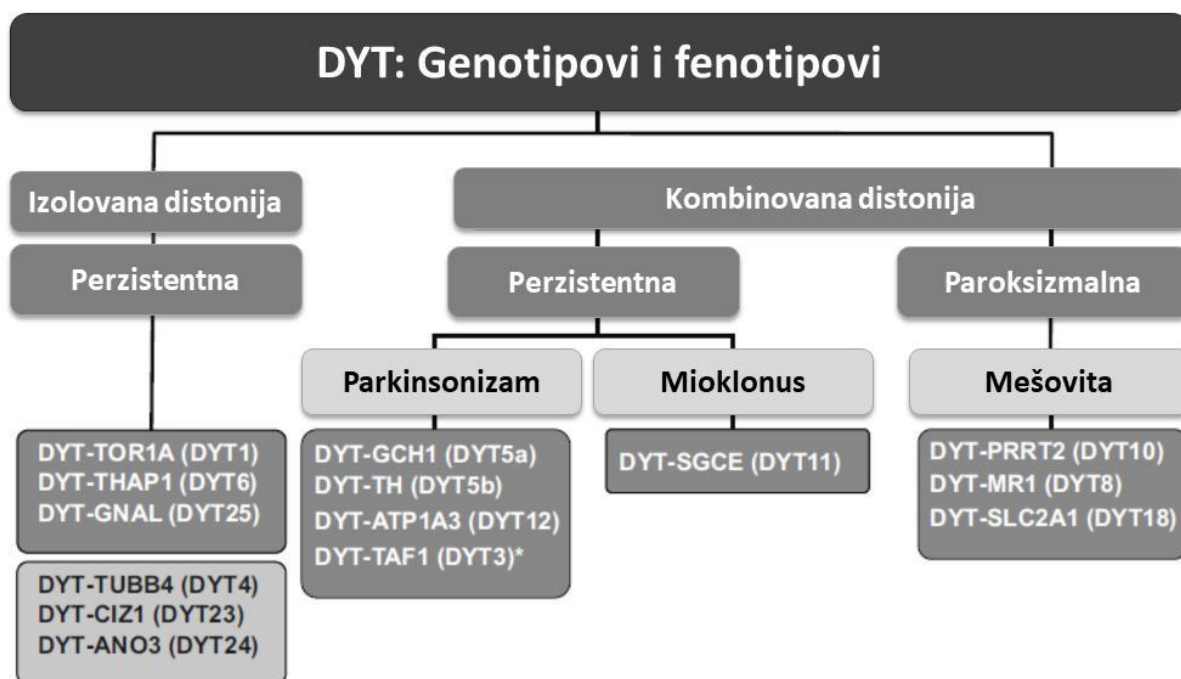 DYT: Genotipovi i fenotipovi
Izolovana distonija
Kombinovana distonija
Perzistentna
Perzistentna
Paroksizmalna
Parkinsonizam
Mioklonus
Mešovita
DYT-TOR1A (DYT1)
DYT-THAP1 (DYT6)
DYT-GNAL (DYT25)
DYT-TUBB4 (DYT4)
DYT-CIZ1 (DYT23)
DYT-ANO3 (DYT24)
DYT-GCH1 (DYT5a)
DYT-TH (DYT5b)
DYT-ATP1A3 (DYT12)
DYT-TAF1 (DYT3)*
DYT-SGCE (DYT11)
DYT-PRRT2 (DYT10)
DYT-MR1 (DYT8)
DYT-SLC2A1 (DYT18)